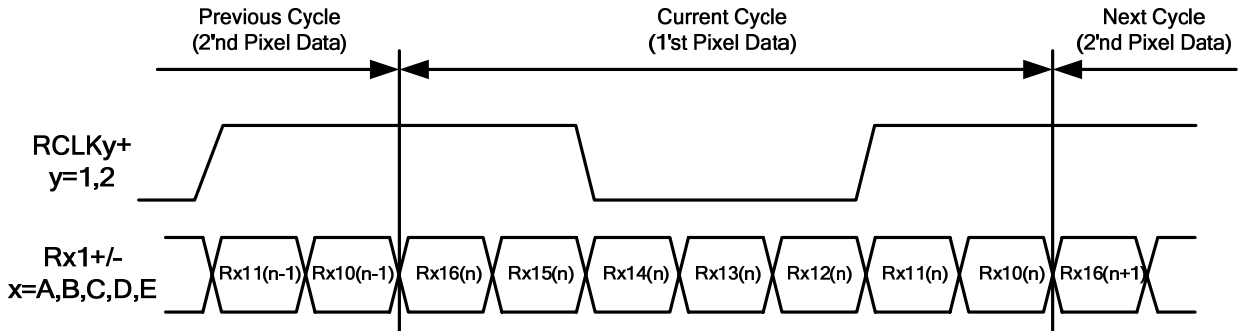 Previous Cycle
(2'nd Pixel Data)
Current Cycle
(1'st Pixel Data)
Next Cycle
(2'nd Pixel Data)
RCLKy+
y=1,2
Rx1+/-
x=A,B,C,D,E
Rx11(n-1) Rx10(n-1) Rx16(n) Rx15(n) Rx14(n) Rx13(n) Rx12(n) Rx11(n) Rx10(n) Rx16(n+1)